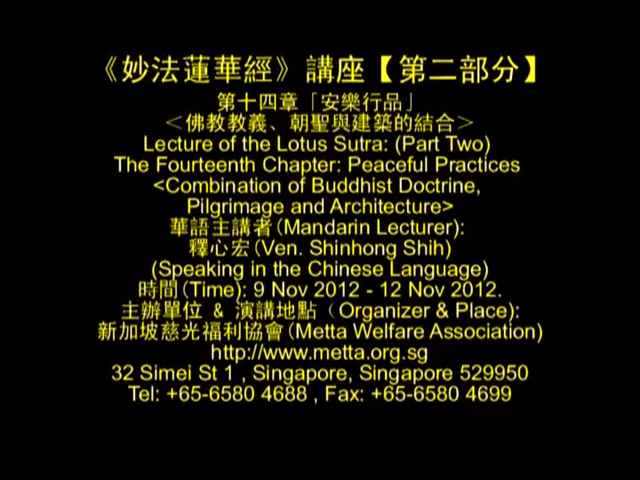 《妙法蓮華經》講座【第二部分】
第十四章「安樂行品」
＜佛教教義、朝聖與建築的結合＞
Lecture of the Lotus Sutra: (Part Two)
The Fourteenth Chapter: Peaceful Practices
<Combination of Buddhist Doctrine,
Pilgrimage and Architecture>
華語主講者(Mandarin Lecturer):
釋心宏(Ven. Shinhong Shih)
(Speaking in the Chinese Language)
時間(Time): 9 Nov 2012 - 12 Nov 2012.
主辦單位 & 演講地點（Organizer & Place):
新加坡慈光福利協會(Metta Welfare Association)
http://www.metta.org.sg
32 Simei St 1 , Singapore, Singapore 529950
Tel: +65-6580 4688 , Fax: +65-6580 4699